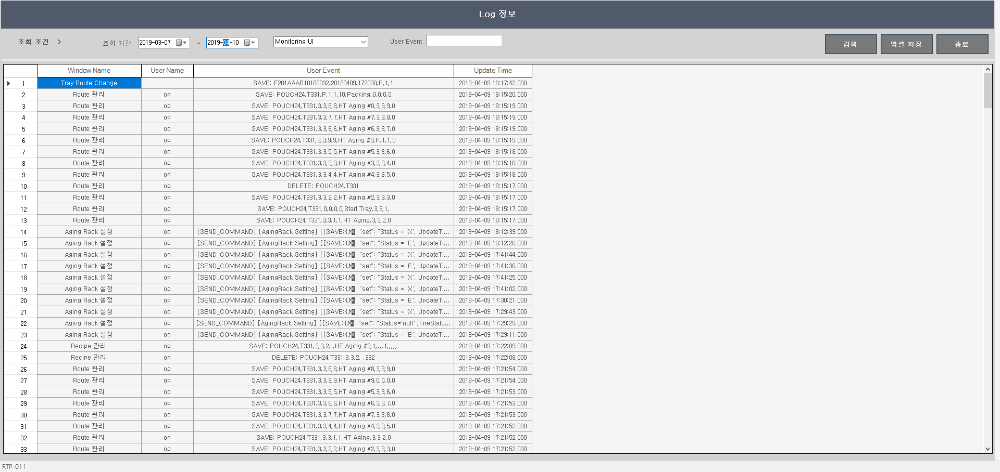 Log 정보
조회 조건 > 조회 기간 2019-03-07 ~ 2019-04-10 Monitoring UI User Event 검색 엑셀 저장 종료
Window Name User Name User Event Update Time
1 Tray Route Change SAVE: F201AAAB10100092,20190409,172030,P,1,1 2019-04-09 18:17:42.000
2 Route 관리 op SAVE: POUCH24,T331,P,1,1,10,Packing,0,0,0,0 2019-04-09 18:15:20.000
3 Route 관리 op SAVE: POUCH24,T331,3,3,8,8,HT Aging #8,3,3,9,0 2019-04-09 18:15:19.000
4 Route 관리 op SAVE: POUCH24,T331,3,3,7,7,HT Aging #7,3,3,8,0 2019-04-09 18:15:19.000
5 Route 관리 op SAVE: POUCH24,T331,3,3,6,6,HT Aging #6,3,3,7,0 2019-04-09 18:15:19.000
6 Route 관리 op SAVE: POUCH24,T331,3,3,9,9,HT Aging #9,P,1,1,0 2019-04-09 18:15:19.000
7 Route 관리 op SAVE: POUCH24,T331,3,3,5,5,HT Aging #5,3,3,6,0 2019-04-09 18:15:18.000
8 Route 관리 op SAVE: POUCH24,T331,3,3,3,3,HT Aging #3,3,3,4,0 2019-04-09 18:15:18.000
9 Route 관리 op SAVE: POUCH24,T331,3,3,4,4,HT Aging #4,3,3,5,0 2019-04-09 18:15:18.000
10 Route 관리 op DELETE: POUCH24,T331 2019-04-09 18:15:17.000
11 Route 관리 op SAVE: POUCH24,T331,3,3,2,2,HT Aging #2,3,3,3,0 2019-04-09 18:15:17.000
12 Route 관리 op SAVE: POUCH24,T331,0,0,0,0,Start Tray,3,3,1, 2019-04-09 18:15:17.000
13 Route 관리 op SAVE: POUCH24,T331,3,3,1,1,HT Aging,3,3,2,0 2019-04-09 18:15:17.000
14 Aging Rack 설정 op [SEND_COMMAND] [AgingRack Setting] [[SAVE:{♪◙ "set": "Status = 'X', UpdateTi... 2019-04-09 18:12:39.000
15 Aging Rack 설정 op [SEND_COMMAND] [AgingRack Setting] [[SAVE:{♪◙ "set": "Status = 'E', UpdateTi... 2019-04-09 18:12:26.000
16 Aging Rack 설정 op [SEND_COMMAND] [AgingRack Setting] [[SAVE:{♪◙ "set": "Status = 'X', UpdateTi... 2019-04-09 17:41:44.000
17 Aging Rack 설정 op [SEND_COMMAND] [AgingRack Setting] [[SAVE:{♪◙ "set": "Status = 'E', UpdateTi... 2019-04-09 17:41:36.000
18 Aging Rack 설정 op [SEND_COMMAND] [AgingRack Setting] [[SAVE:{♪◙ "set": "Status = 'X', UpdateTi... 2019-04-09 17:41:25.000
19 Aging Rack 설정 op [SEND_COMMAND] [AgingRack Setting] [[SAVE:{♪◙ "set": "Status = 'X', UpdateTi... 2019-04-09 17:41:02.000
20 Aging Rack 설정 op [SEND_COMMAND] [AgingRack Setting] [[SAVE:{♪◙ "set": "Status = 'E', UpdateTi... 2019-04-09 17:30:21.000
21 Aging Rack 설정 op [SEND_COMMAND] [AgingRack Setting] [[SAVE:{♪◙ "set": "Status = 'X', UpdateTi... 2019-04-09 17:29:43.000
22 Aging Rack 설정 op [SEND_COMMAND] [AgingRack Setting] [[SAVE:{♪◙ "set": "Status='null' ,FireStatu... 2019-04-09 17:29:29.000
23 Aging Rack 설정 op [SEND_COMMAND] [AgingRack Setting] [[SAVE:{♪◙ "set": "Status = 'E', UpdateTi... 2019-04-09 17:29:11.000
24 Recipe 관리 op SAVE: POUCH24,T331,3,3,2, ,HT Aging #2,1,,,,1,,,,, 2019-04-09 17:22:09.000
25 Recipe 관리 op DELETE: POUCH24,T331,3,3,2, ,332 2019-04-09 17:22:08.000
26 Route 관리 op SAVE: POUCH24,T331,3,3,8,8,HT Aging #8,3,3,9,0 2019-04-09 17:21:54.000
27 Route 관리 op SAVE: POUCH24,T331,3,3,9,9,HT Aging #9,0,0,0,0 2019-04-09 17:21:54.000
28 Route 관리 op SAVE: POUCH24,T331,3,3,5,5,HT Aging #5,3,3,6,0 2019-04-09 17:21:53.000
29 Route 관리 op SAVE: POUCH24,T331,3,3,6,6,HT Aging #6,3,3,7,0 2019-04-09 17:21:53.000
30 Route 관리 op SAVE: POUCH24,T331,3,3,7,7,HT Aging #7,3,3,8,0 2019-04-09 17:21:53.000
31 Route 관리 op SAVE: POUCH24,T331,3,3,4,4,HT Aging #4,3,3,5,0 2019-04-09 17:21:52.000
32 Route 관리 op SAVE: POUCH24,T331,3,3,1,1,HT Aging,3,3,2,0 2019-04-09 17:21:52.000
33 Route 관리 op SAVE: POUCH24,T331,3,3,2,2,HT Aging #2,3,3,3,0 2019-04-09 17:21:52.000
RTP-011